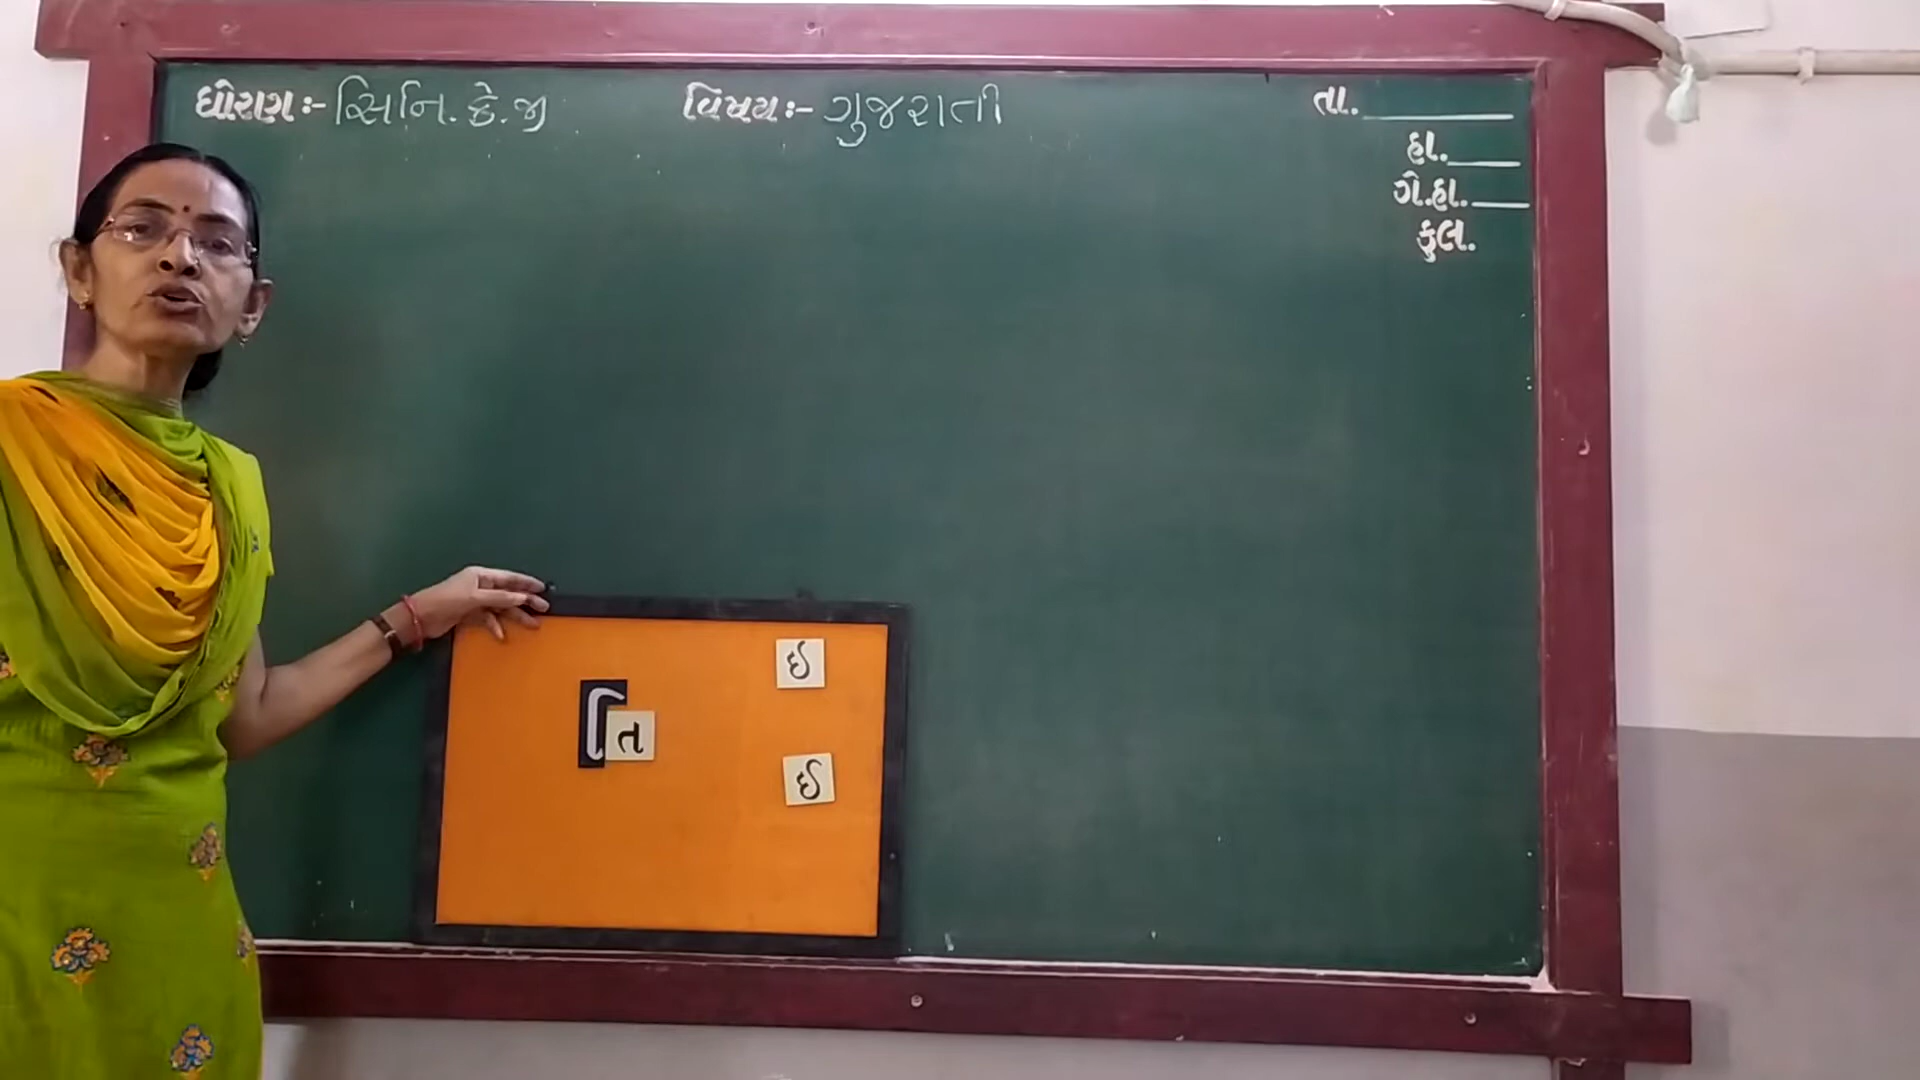 ધોરણ:- સિનિ. કે. જી વિષય:- ગુજરાતી તા.
હા.
ગે.હા.
કુલ.
ઇ
તિ
ઈ